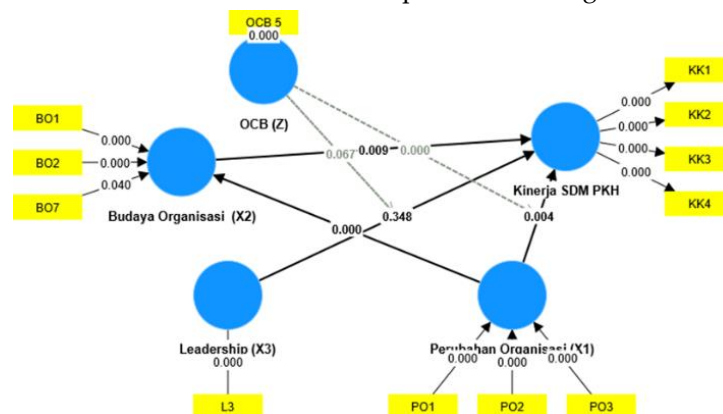 OCB 5
0.000
OCB (Z)
KK1
0.000
KK2
0.000
KK3
0.000
KK4
0.000
Kinerja SDM PKH
BO1
0.000
BO2
0.000
BO7
0.040
Budaya Organisasi (X2)
0.067
0.009
0.000
0.348
0.004
0.000
Leadership (X3)
0.000
L3
Perubahan Organisasi (X1)
0.000
0.000
0.000
PO1
PO2
PO3